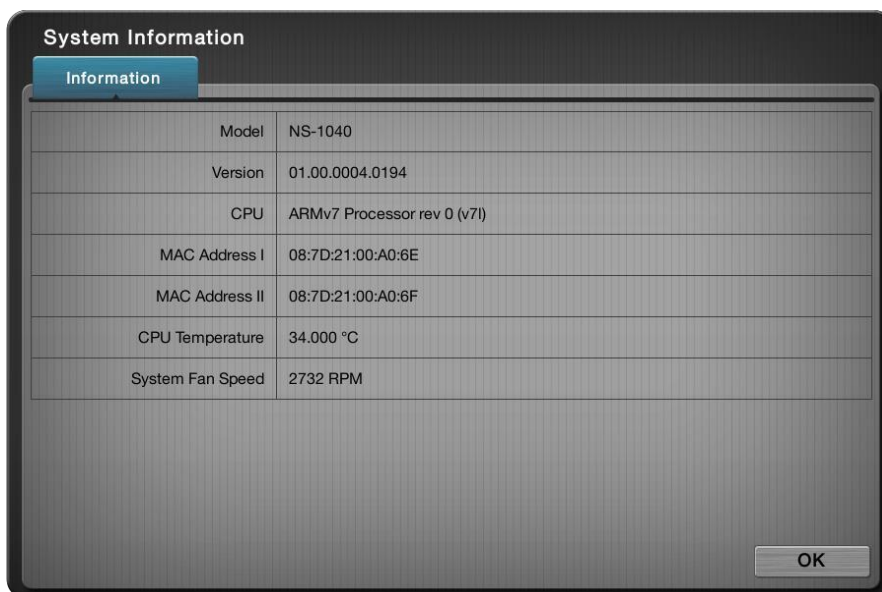 System Information
Information
Model NS-1040
Version 01.00.0004.0194
CPU ARMv7 Processor rev 0 (v7l)
MAC Address I 08:7D:21:00:A0:6E
MAC Address II 08:7D:21:00:A0:6F
CPU Temperature 34.000 °C
System Fan Speed 2732 RPM
OK